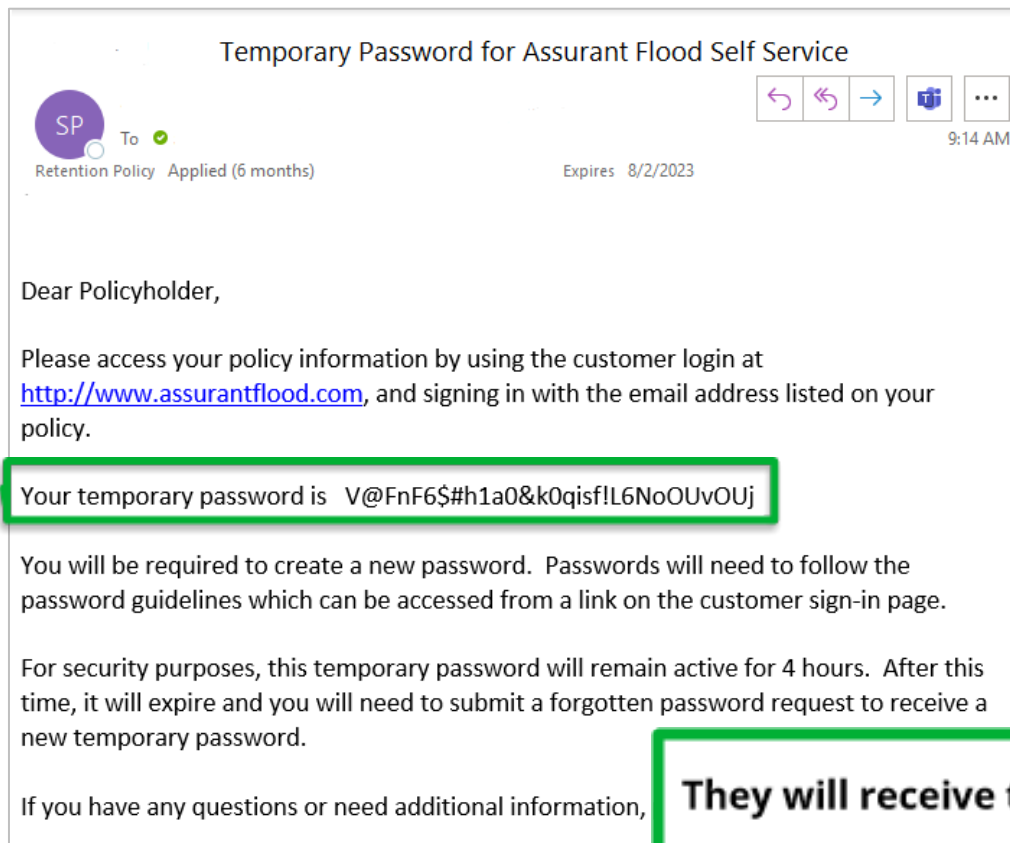 Temporary Password for Assurant Flood Self Service
SP
To
9:14 AM
Retention Policy Applied (6 months) Expires 8/2/2023
Dear Policyholder,
Please access your policy information by using the customer login at
http://www.assurantflood.com, and signing in with the email address listed on your
policy.
Your temporary password is V@FnF6$#h1a0&k0qisf!L6NoOUvOUj
You will be required to create a new password. Passwords will need to follow the
password guidelines which can be accessed from a link on the customer sign-in page.
For security purposes, this temporary password will remain active for 4 hours. After this
time, it will expire and you will need to submit a forgotten password request to receive a
new temporary password.
If you have any questions or need additional information,
They will receive